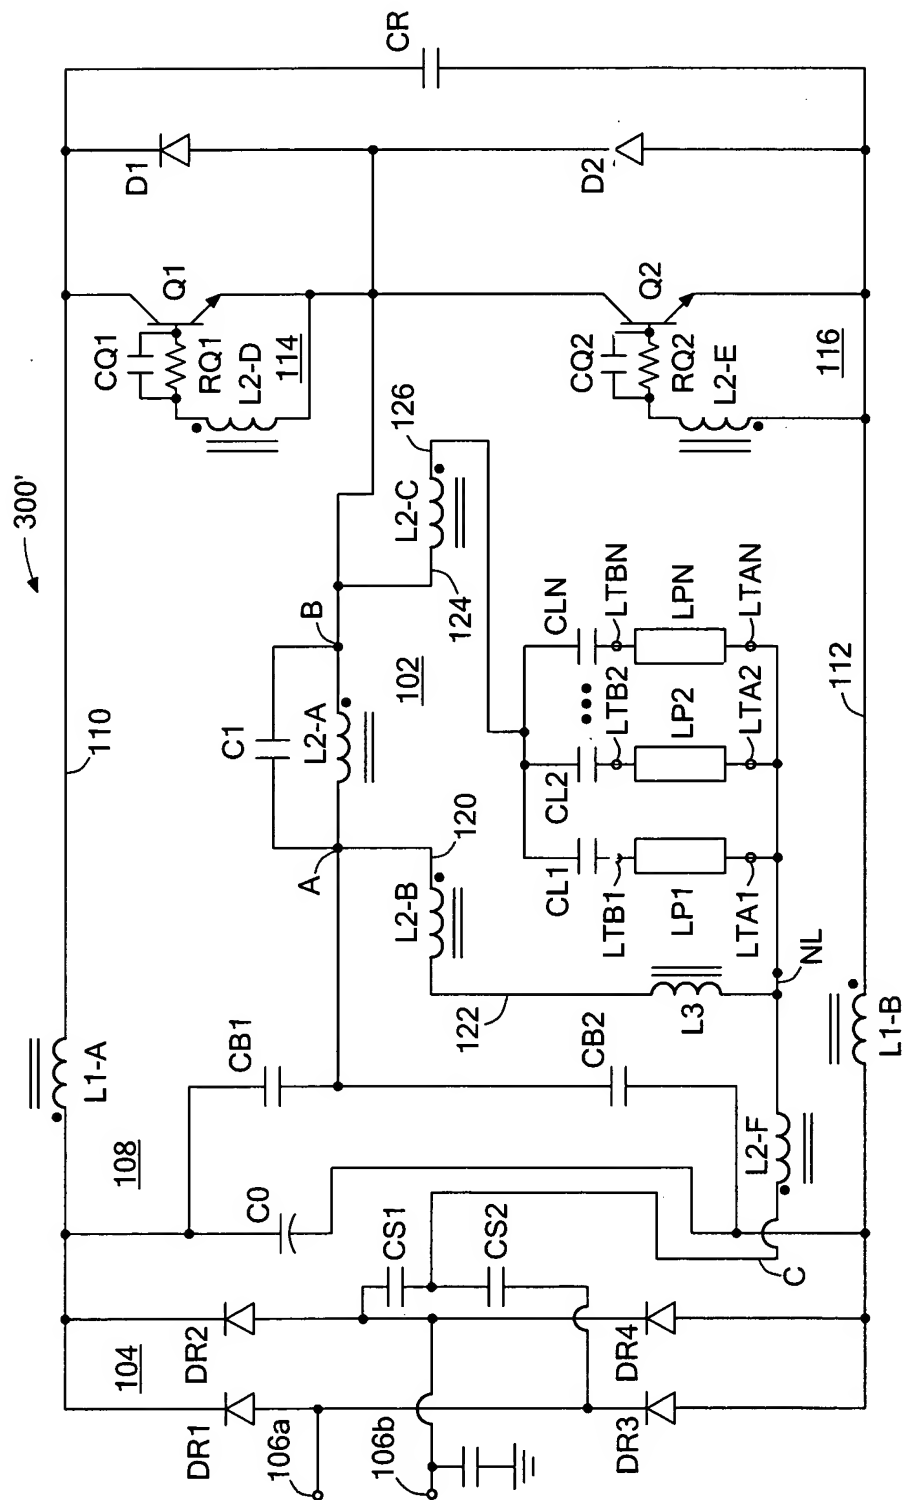 300'
110
L1-A
108
CB1
C0
CS1
CS2
C
CB2
104
DR1
DR2
DR3
DR4
106a
106b
L2-F
L1-B
112
NL
L3
122
L2-B
120
A
C1
L2-A
B
102
L2-C
124
126
CL1
CL2
CLN
LTB1
LTB2
LTBN
LP1
LP2
LPN
LTA1
LTA2
LTAN
CQ1
RQ1
L2-D
114
Q1
CQ2
RQ2
L2-E
116
Q2
D1
D2
CR